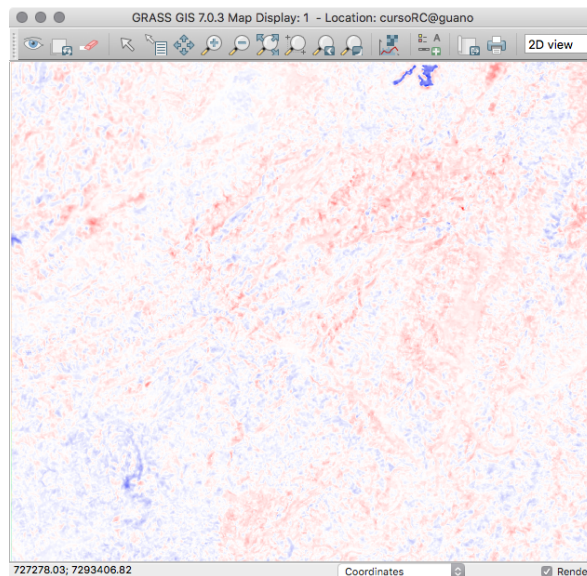 GRASS GIS 7.0.3 Map Display: 1 - Location: cursoRC@guano
2D view
727278.03; 7293406.82 Coordinates Rende